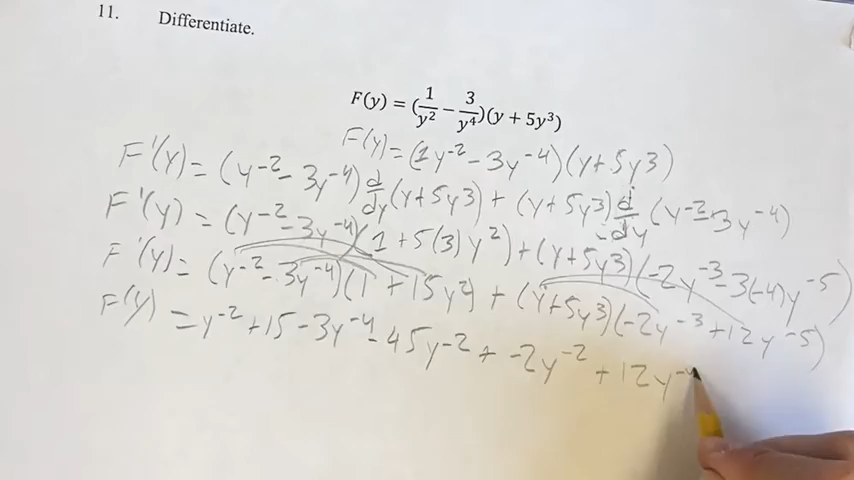 11. Differentiate.
F(y) = (1/y² − 3/y⁴)(y + 5y³)
F(y) = (1y⁻² − 3y⁻⁴)(y + 5y³)
F'(y) = (y⁻² − 3y⁻⁴) d/dy (y + 5y³) + (y + 5y³) d/dy (y⁻² − 3y⁻⁴)
F'(y) = (y⁻² − 3y⁻⁴)(1 + 5(3)y²) + (y + 5y³)(−2y⁻³ − 3(−4)y⁻⁵)
F'(y) = (y⁻² − 3y⁻⁴)(1 + 15y²) + (y + 5y³)(−2y⁻³ + 12y⁻⁵)
F'(y) = y⁻² + 15 − 3y⁻⁴ − 45y⁻² + −2y⁻² + 12y⁻⁴